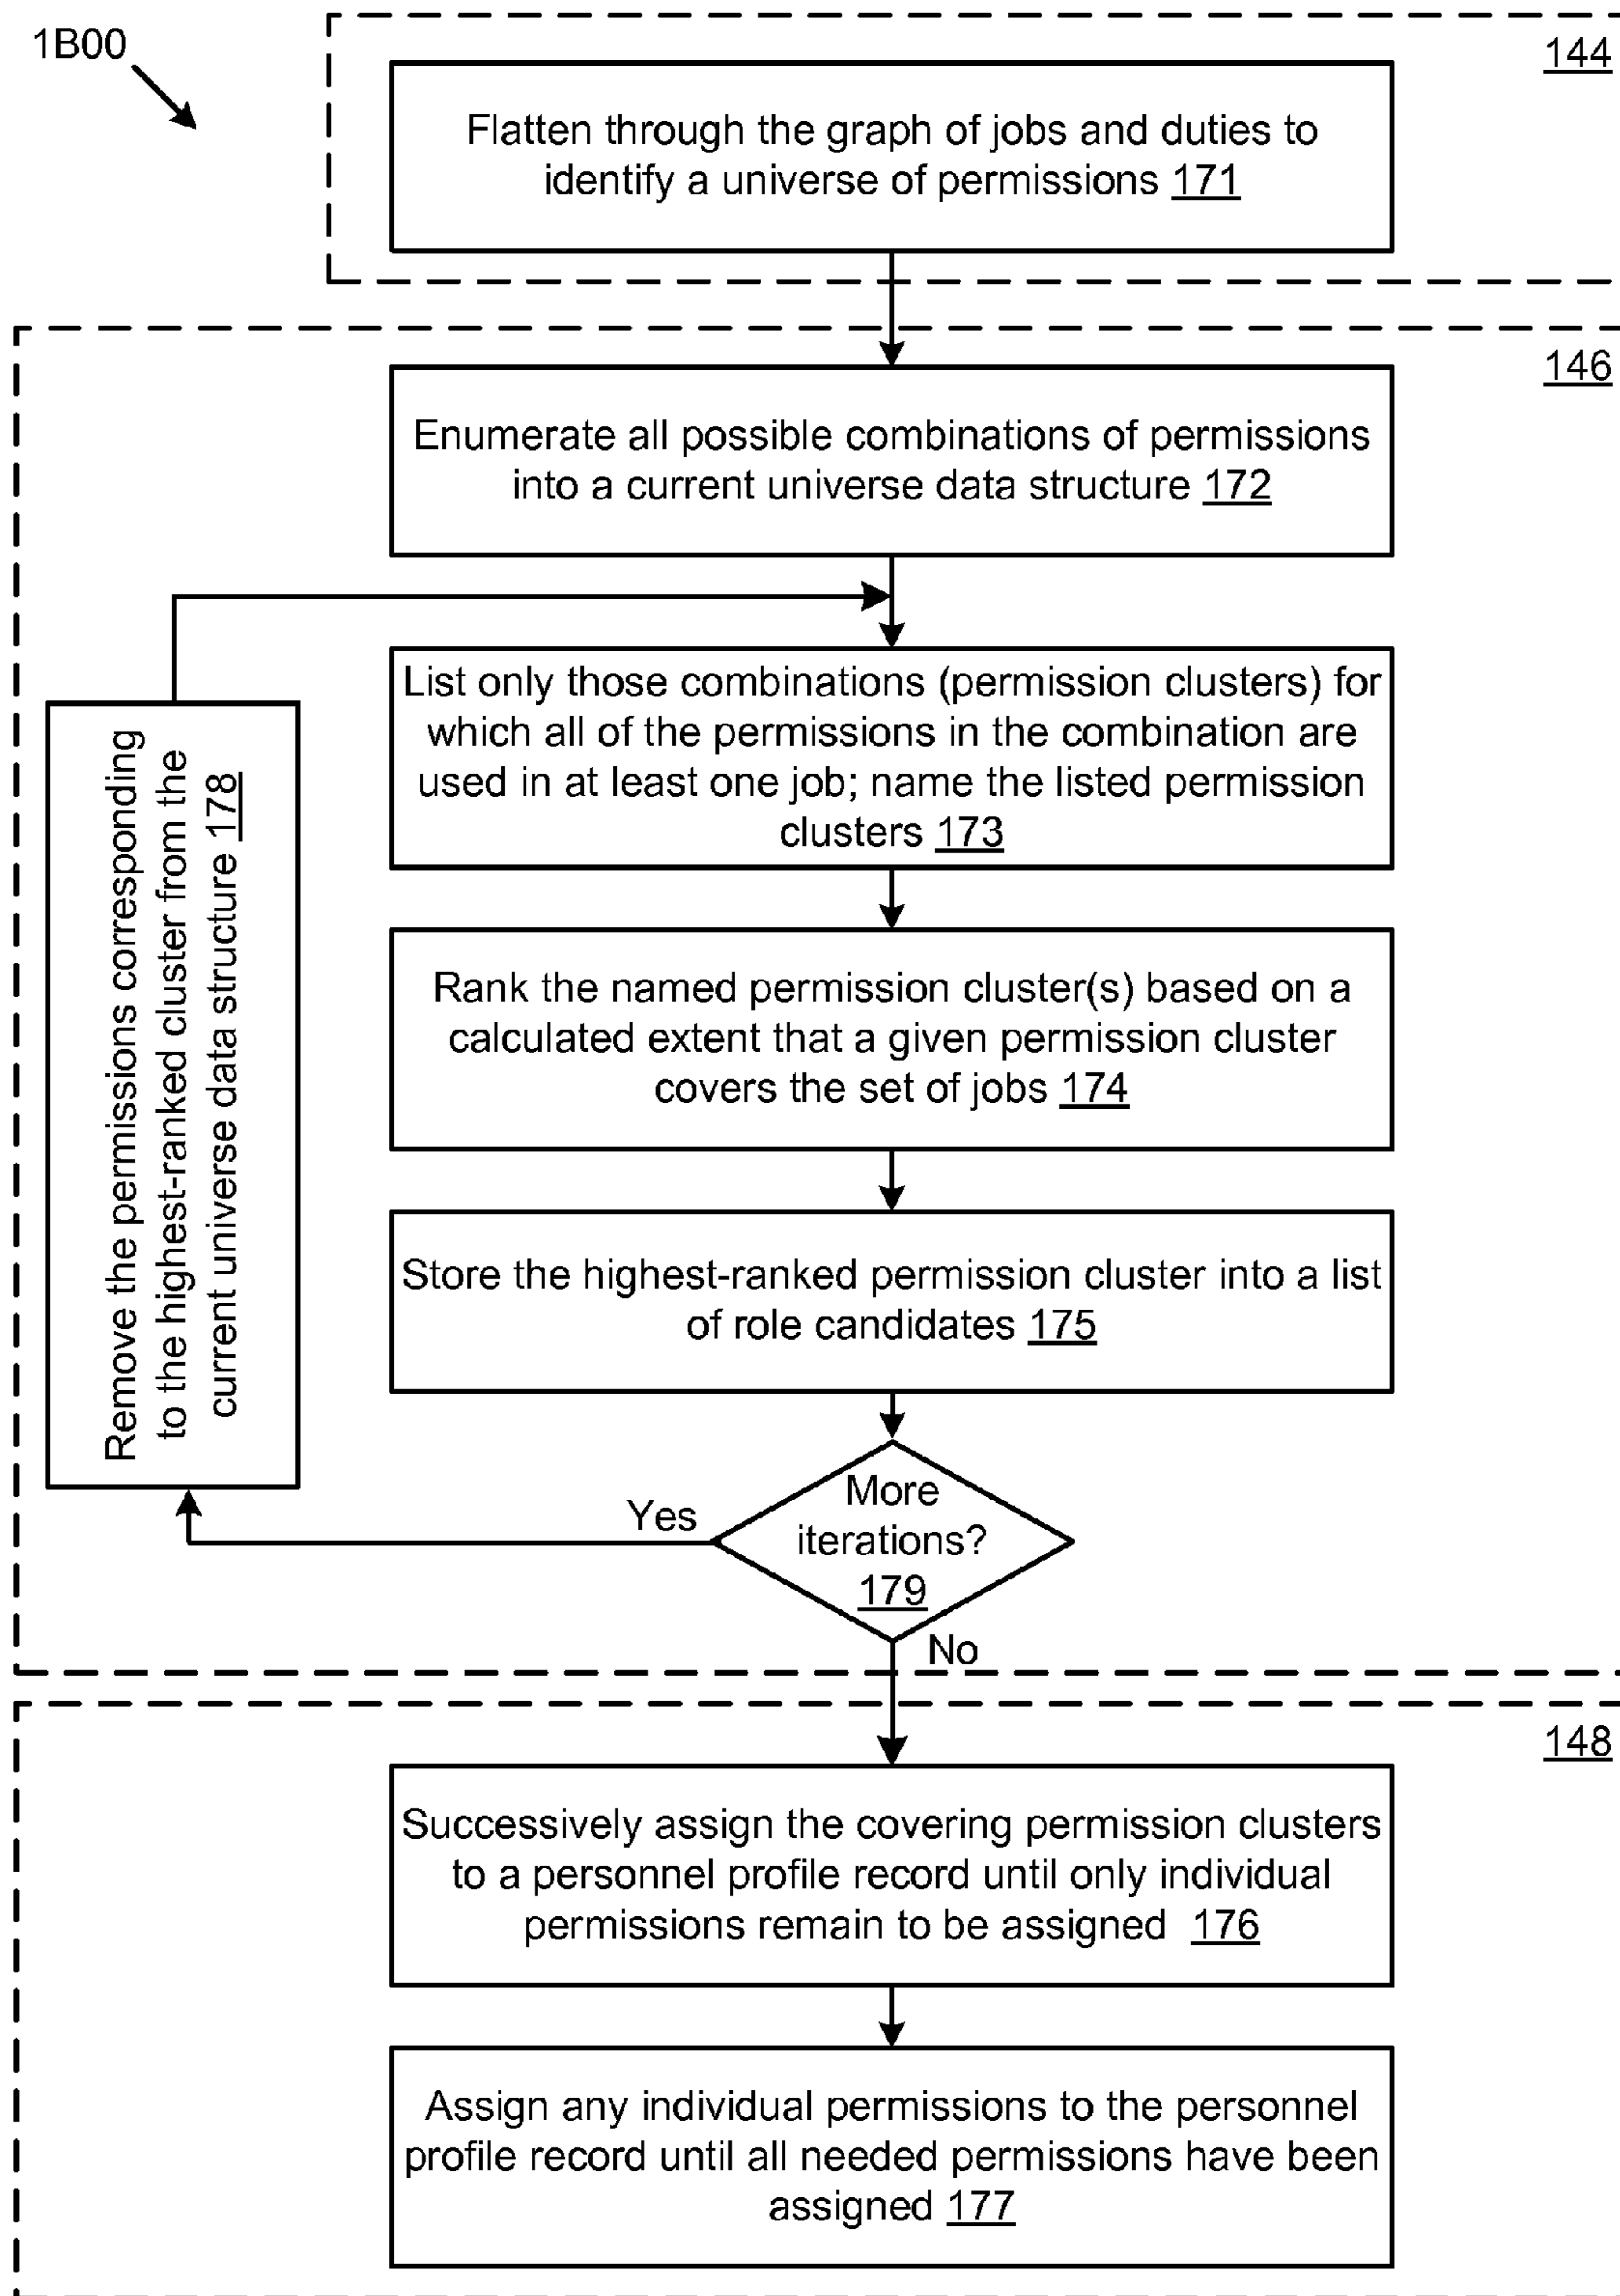 1B00
144
Flatten through the graph of jobs and duties to
identify a universe of permissions 171
146
Enumerate all possible combinations of permissions
into a current universe data structure 172
List only those combinations (permission clusters) for
which all of the permissions in the combination are
used in at least one job; name the listed permission
clusters 173
Remove the permissions corresponding
to the highest-ranked cluster from the
current universe data structure 178
Rank the named permission cluster(s) based on a
calculated extent that a given permission cluster
covers the set of jobs 174
Store the highest-ranked permission cluster into a list
of role candidates 175
More
iterations?
179
Yes
No
148
Successively assign the covering permission clusters
to a personnel profile record until only individual
permissions remain to be assigned 176
Assign any individual permissions to the personnel
profile record until all needed permissions have been
assigned 177